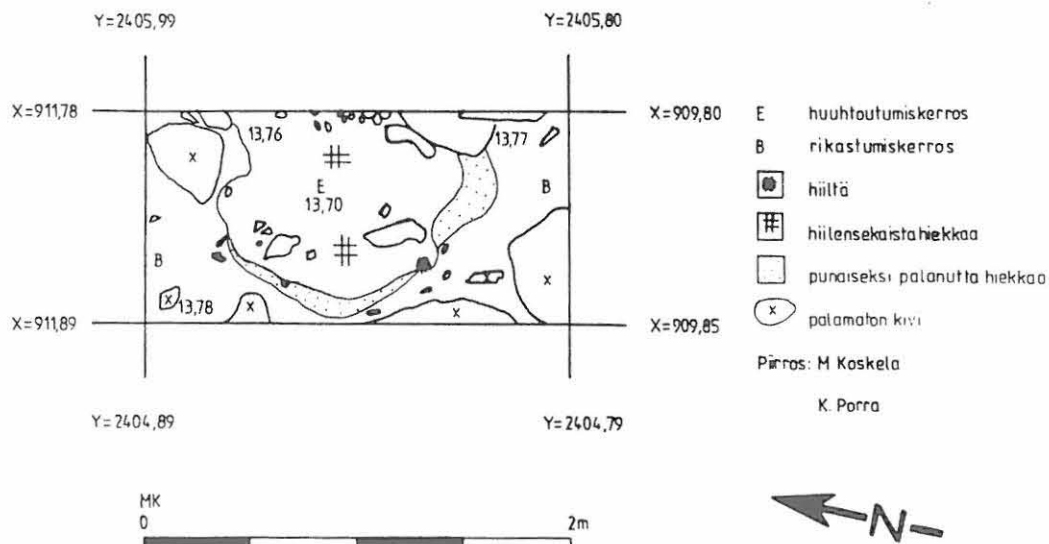 Y=2405,99
Y=2405,80
X=911,78
X=909,80
13,76
13,77
x
E
13,70
B
B
x
x
13,78
x
x
X=911,89
X=909,85
Y=2404,89
Y=2404,79
E huuhtoutumiskerros
B rikastumiskerros
hiiltä
hiilensekaista hiekkaa
punaiseksi palanutta hiekkaa
x palamaton kivi
Piirros: M Koskela
K. Porra
MK
0 2m
N